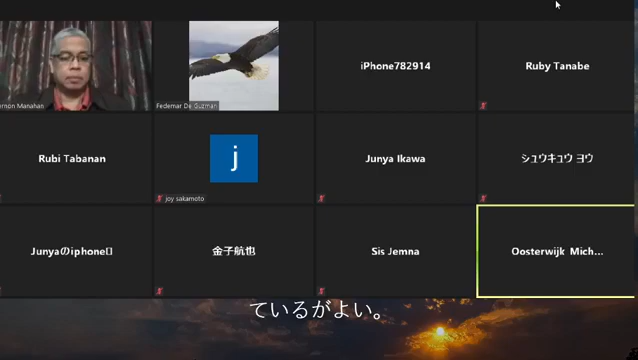 ernon Manahan
Fedemar De Guzman
iPhone782914
Ruby Tanabe
Rubi Tabanan
j
joy sakamoto
Junya Ikawa
シュウキュウ ヨウ
Junyaのiphone
金子航也
Sis Jemna
Oosterwijk Mich...
ているがよい。